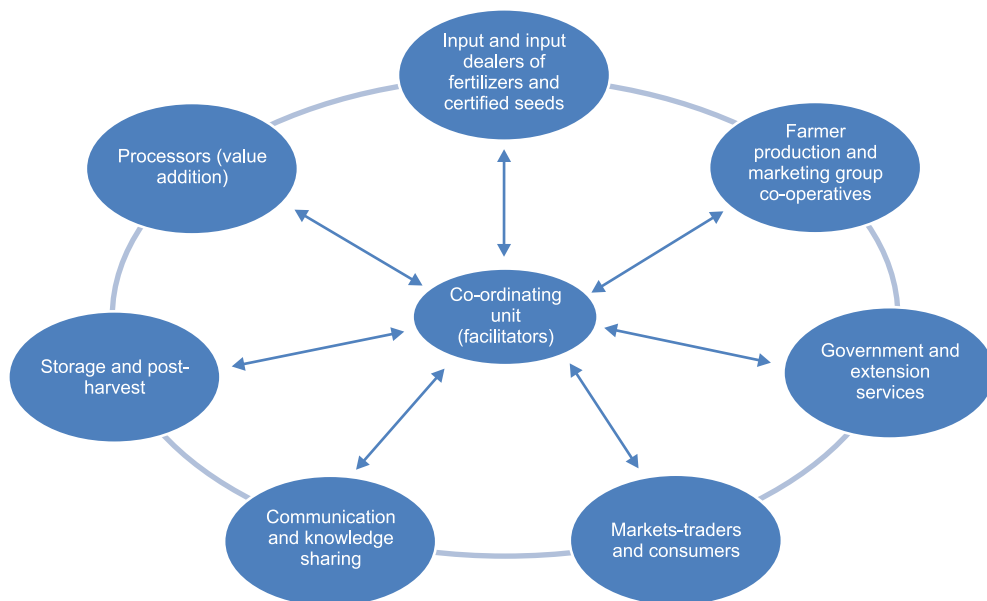 Input and input
dealers of
fertilizers and
certified seeds
Processors (value
addition)
Farmer
production and
marketing group
co-operatives
Co-ordinating
unit
(facilitators)
Storage and post-
harvest
Government and
extension
services
Communication
and knowledge
sharing
Markets-traders
and consumers